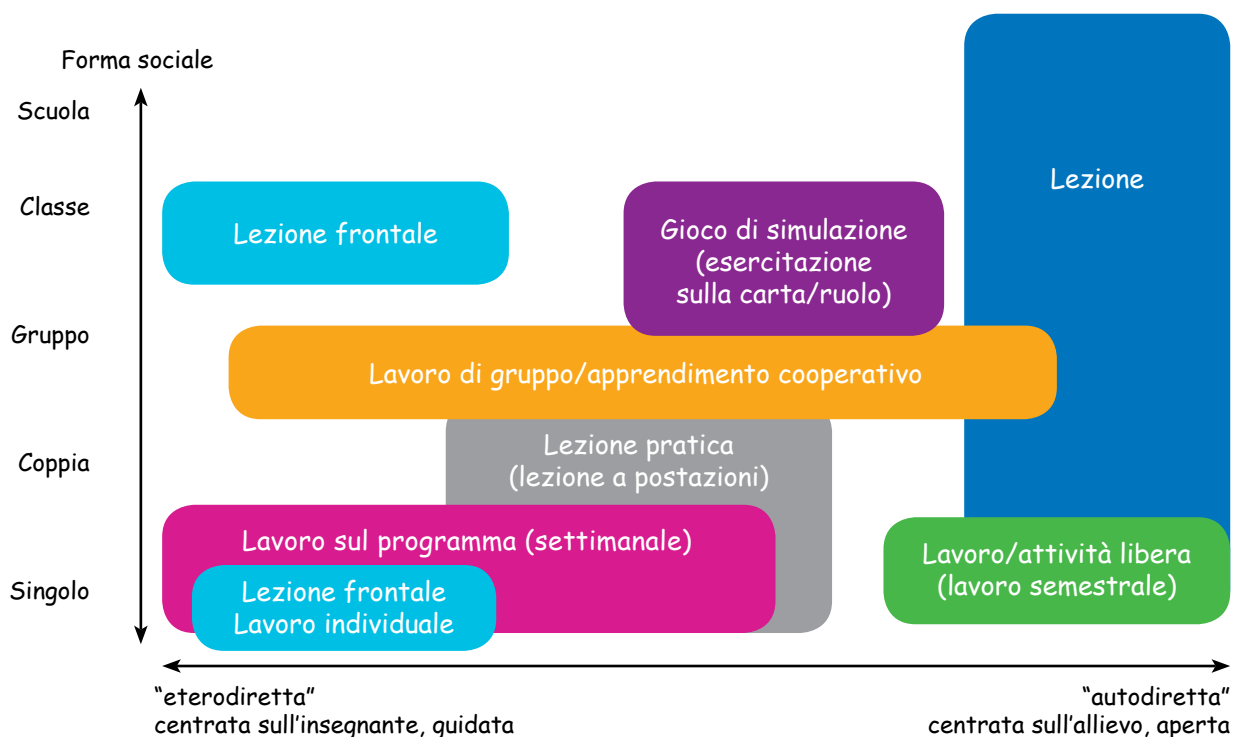 Forma sociale
Scuola
Classe
Gruppo
Coppia
Singolo
Lezione frontale
Gioco di simulazione
(esercitazione
sulla carta/ruolo)
Lezione
Lavoro di gruppo/apprendimento cooperativo
Lezione pratica
(lezione a postazioni)
Lavoro sul programma (settimanale)
Lezione frontale
Lavoro individuale
Lavoro/attività libera
(lavoro semestrale)
“eterodiretta”
centrata sull’insegnante, guidata
“autodiretta”
centrata sull’allievo, aperta